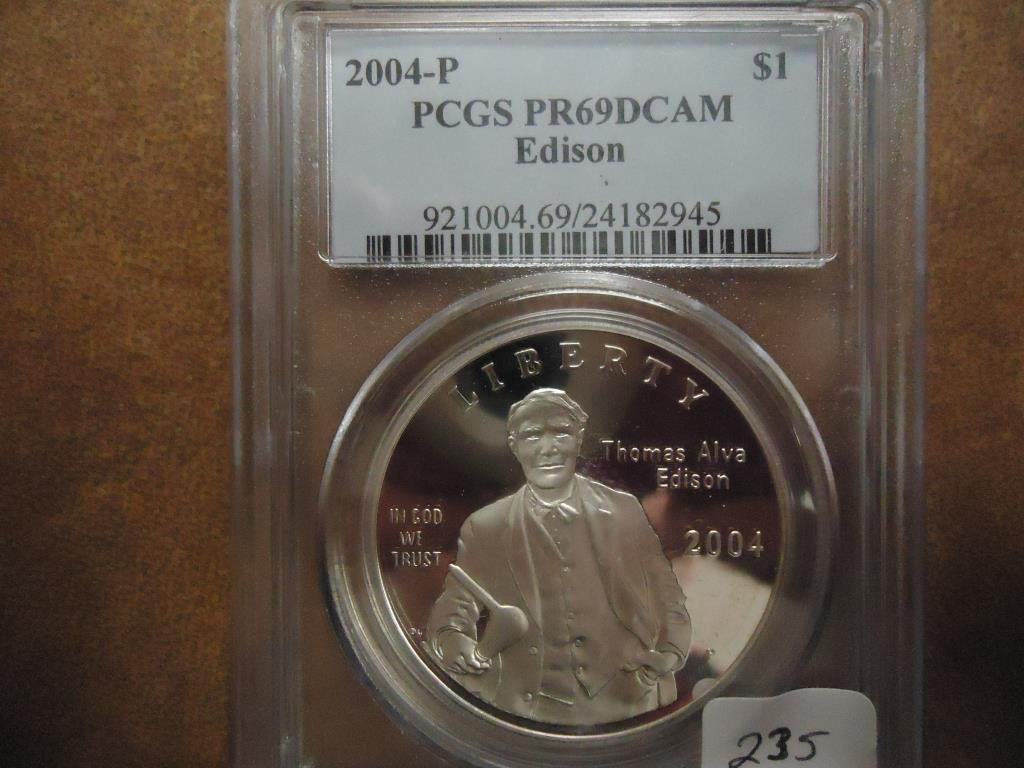 2004-P $1
PCGS PR69DCAM
Edison
921004.69/24182945
LIBERTY
Thomas Alva
Edison
IN GOD
WE
TRUST
2004
235